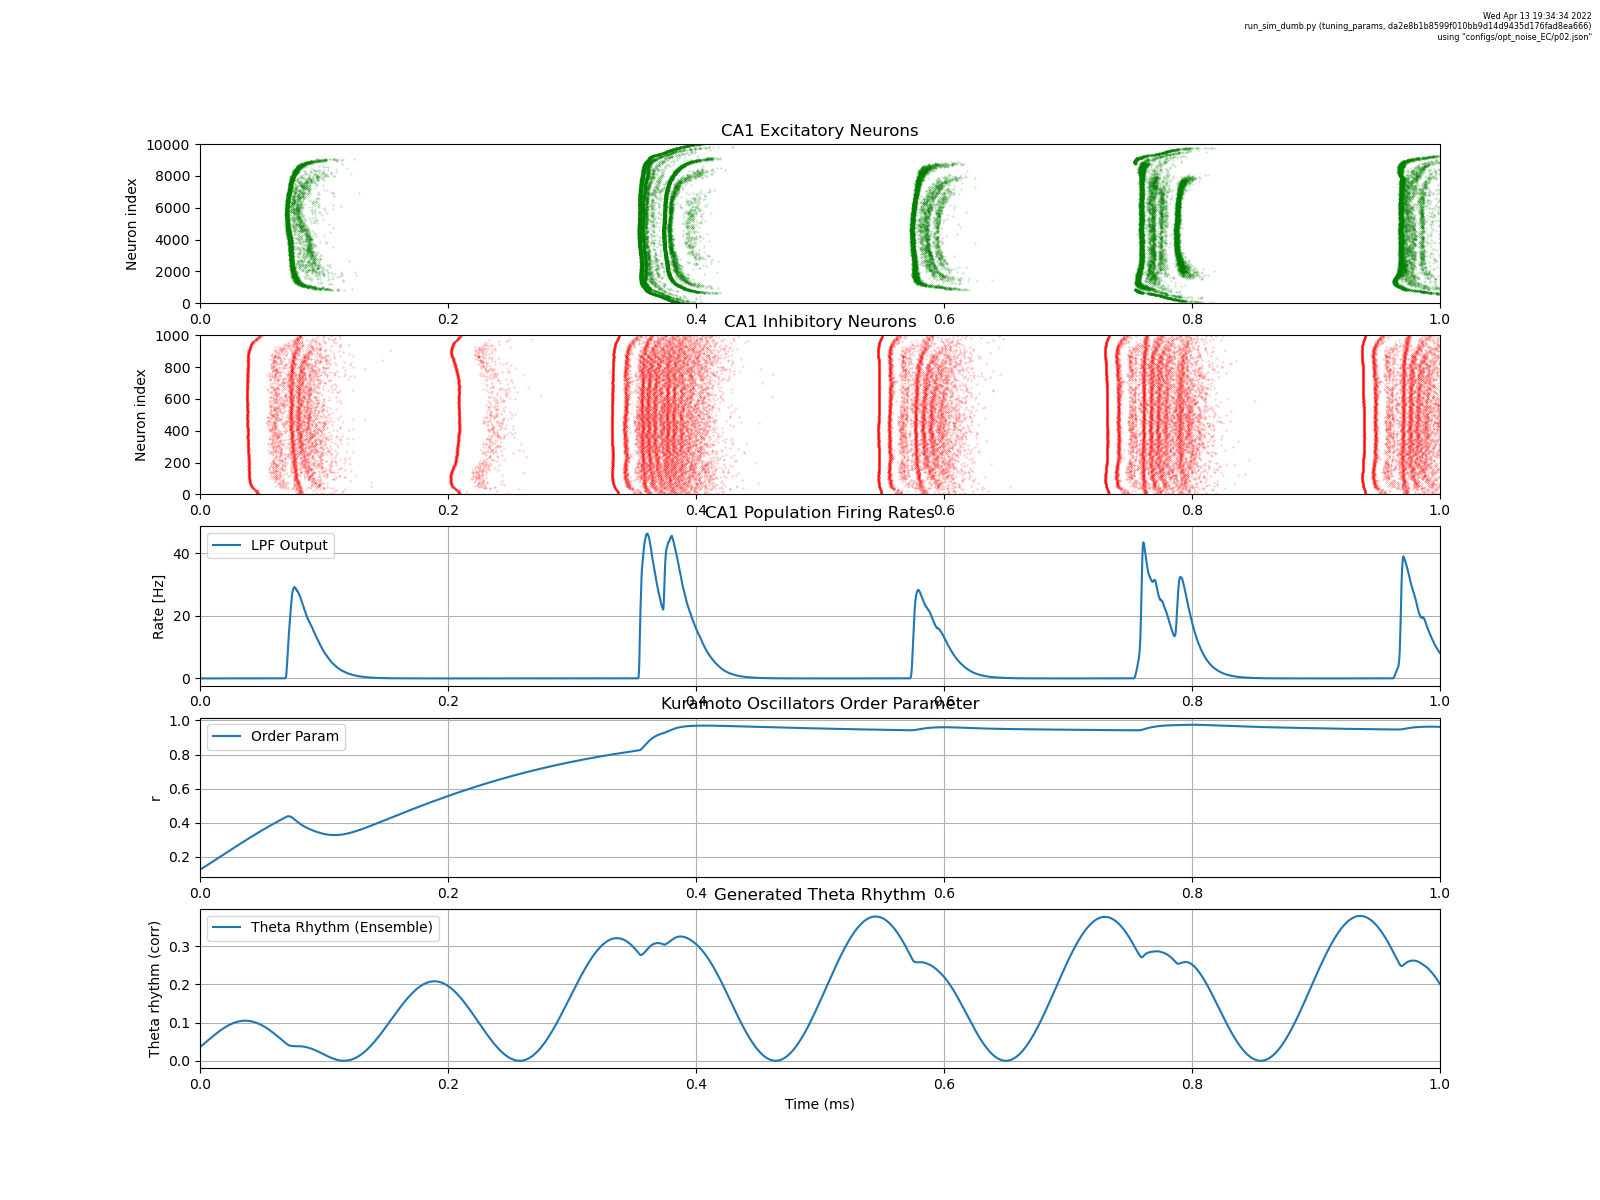 Wed Apr 13 19:34:34 2022
run_sim_dumb.py (tuning_params, da2e8b1b8599f010bb9d14d9435d176fad8ea666)
using "configs/opt_noise_EC/p02.json"
CA1 Excitatory Neurons
Neuron index
10000
8000
6000
4000
2000
0
0.0 0.2 0.4 0.6 0.8 1.0
CA1 Inhibitory Neurons
Neuron index
1000
800
600
400
200
0
0.0 0.2 0.4 0.6 0.8 1.0
CA1 Population Firing Rates
Rate [Hz]
LPF Output
40
20
0
0.0 0.2 0.4 0.6 0.8 1.0
Kuramoto Oscillators Order Parameter
r
1.0
Order Param
0.8
0.6
0.4
0.2
0.0 0.2 0.4 0.6 0.8 1.0
Generated Theta Rhythm
Theta rhythm (corr)
Theta Rhythm (Ensemble)
0.3
0.2
0.1
0.0
0.0 0.2 0.4 0.6 0.8 1.0
Time (ms)